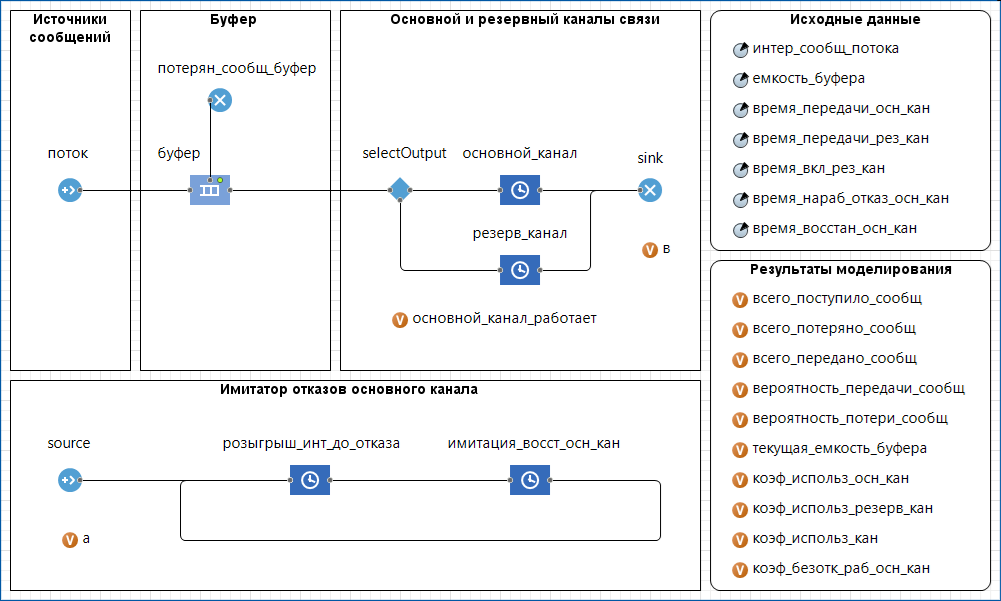 Источники
сообщений
поток
Буфер
потерян_сообщ_буфер
буфер
Основной и резервный каналы связи
selectOutput
основной_канал
sink
резерв_канал
в
основной_канал_работает
Исходные данные
интер_сообщ_потока
емкость_буфера
время_передачи_осн_кан
время_передачи_рез_кан
время_вкл_рез_кан
время_нараб_отказ_осн_кан
время_восстан_осн_кан
Имитатор отказов основного канала
source
розыгрыш_инт_до_отказа
имитация_восст_осн_кан
а
Результаты моделирования
всего_поступило_сообщ
всего_потеряно_сообщ
всего_передано_сообщ
вероятность_передачи_сообщ
вероятность_потери_сообщ
текущая_емкость_буфера
коэф_использ_осн_кан
коэф_использ_резерв_кан
коэф_использ_кан
коэф_безотк_раб_осн_кан